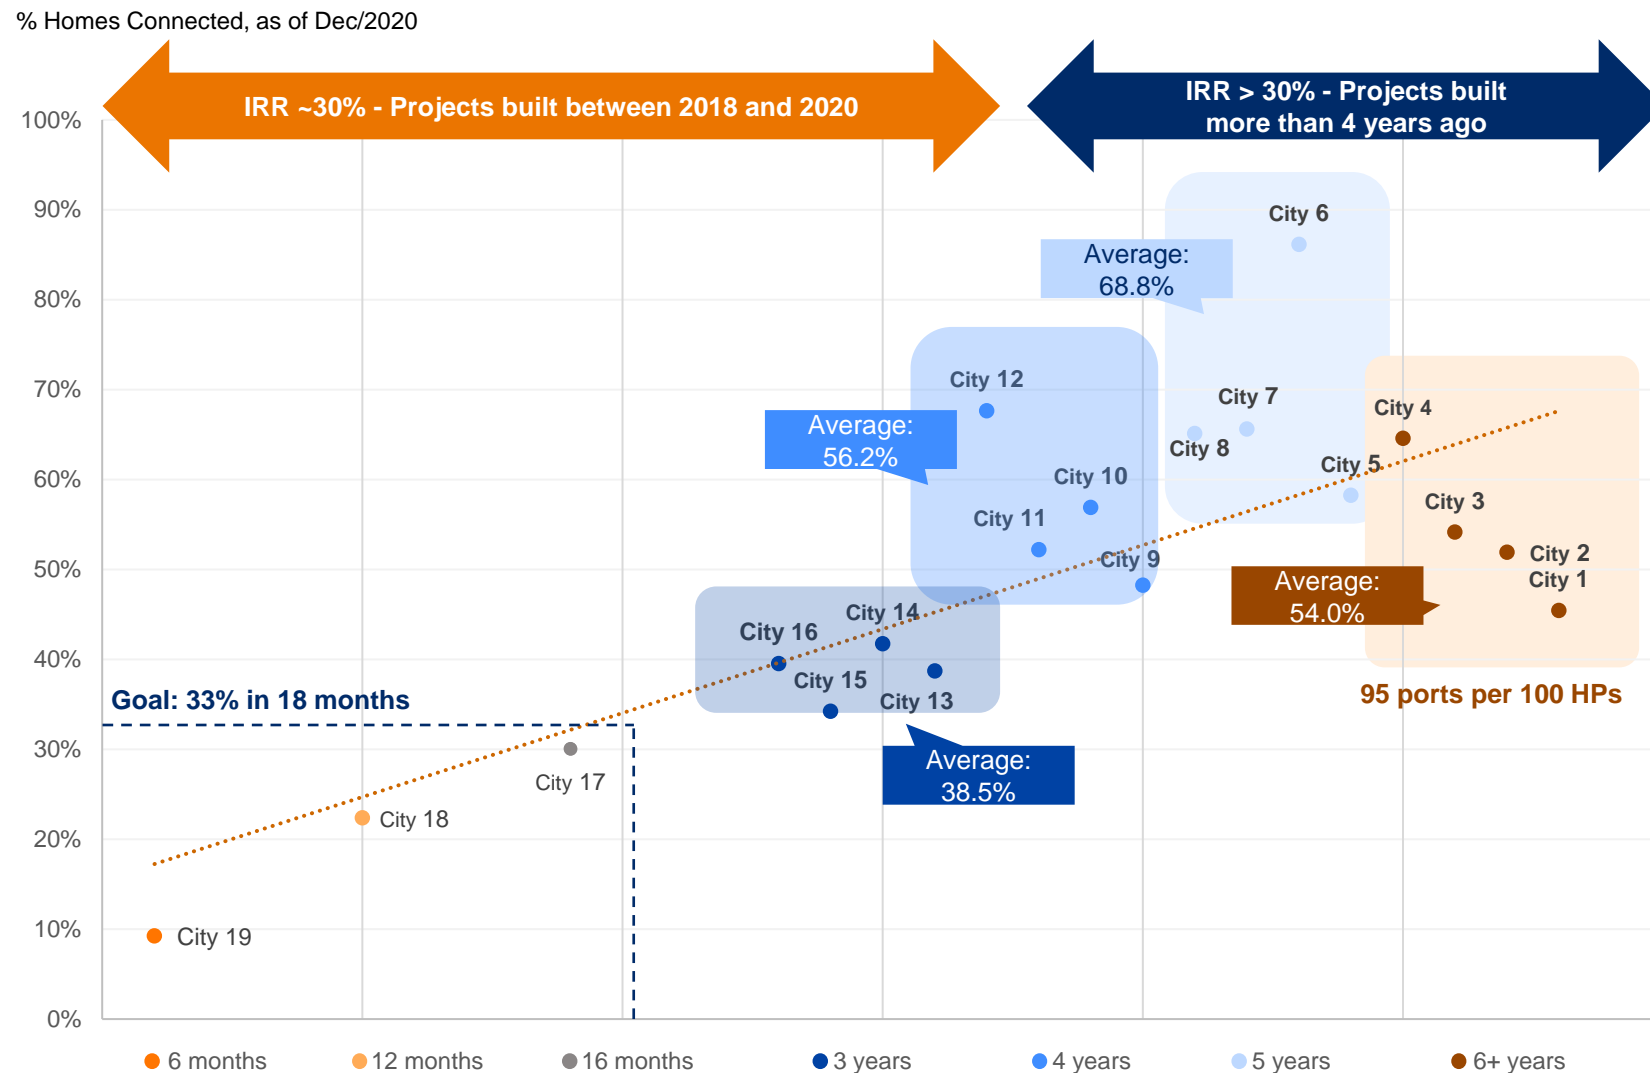 % Homes Connected, as of Dec/2020
IRR ~30% - Projects built between 2018 and 2020
IRR > 30% - Projects built
more than 4 years ago
100%
90%
80%
70%
60%
50%
40%
30%
20%
10%
0%
City 6
Average:
68.8%
City 12
City 7
City 4
Average:
56.2%
City 8
City 5
City 10
City 3
City 11
City 9
City 2
City 1
Average:
54.0%
City 14
City 16
City 15
City 13
95 ports per 100 HPs
Goal: 33% in 18 months
Average:
38.5%
City 17
City 18
City 19
6 months
12 months
16 months
3 years
4 years
5 years
6+ years